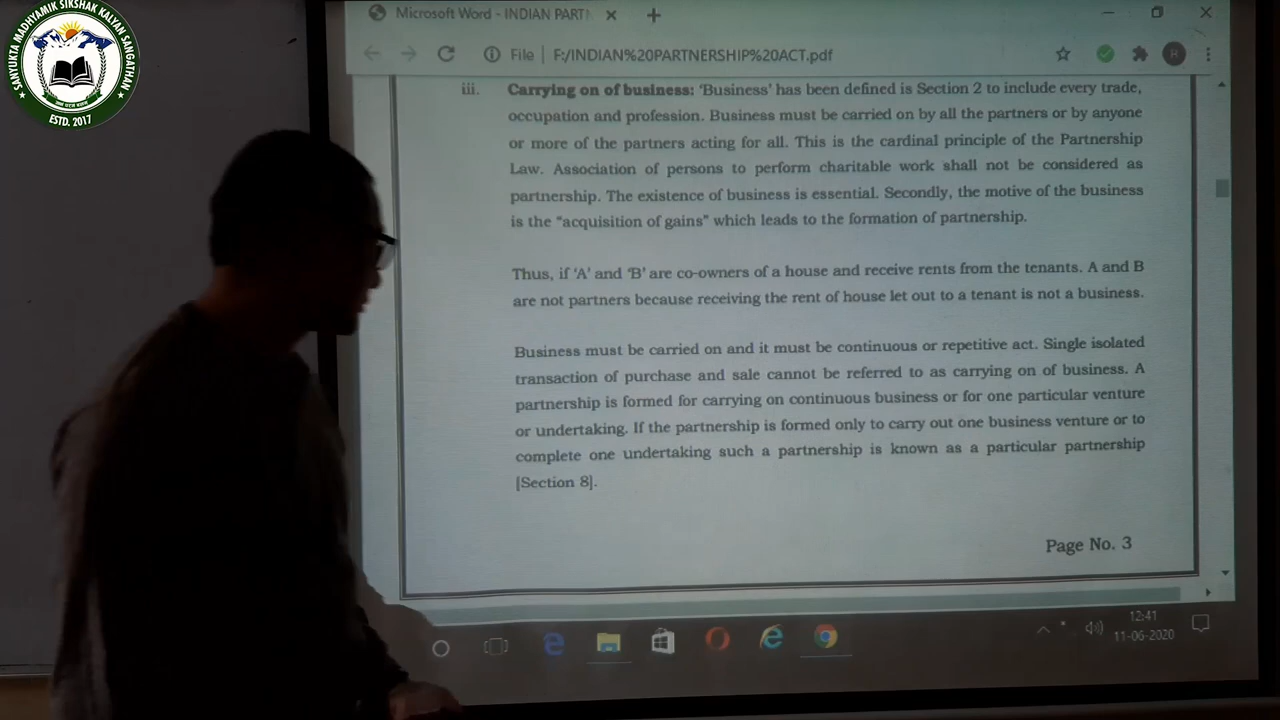 SANYUKTA MADHYAMIK SIKSHAK KALYAN SANGATHAN
ESTD. 2017
Microsoft Word - INDIAN PART
File | F:/INDIAN%20PARTNERSHIP%20ACT.pdf
iii. Carrying on of business: 'Business' has been defined is Section 2 to include every trade,
occupation and profession. Business must be carried on by all the partners or by anyone
or more of the partners acting for all. This is the cardinal principle of the Partnership
Law. Association of persons to perform charitable work shall not be considered as
partnership. The existence of business is essential. Secondly, the motive of the business
is the "acquisition of gains" which leads to the formation of partnership.
Thus, if 'A' and 'B' are co-owners of a house and receive rents from the tenants. A and B
are not partners because receiving the rent of house let out to a tenant is not a business.
Business must be carried on and it must be continuous or repetitive act. Single isolated
transaction of purchase and sale cannot be referred to as carrying on of business. A
partnership is formed for carrying on continuous business or for one particular venture
or undertaking. If the partnership is formed only to carry out one business venture or to
complete one undertaking such a partnership is known as a particular partnership
[Section 8].
Page No. 3
12:41
11-06-2020